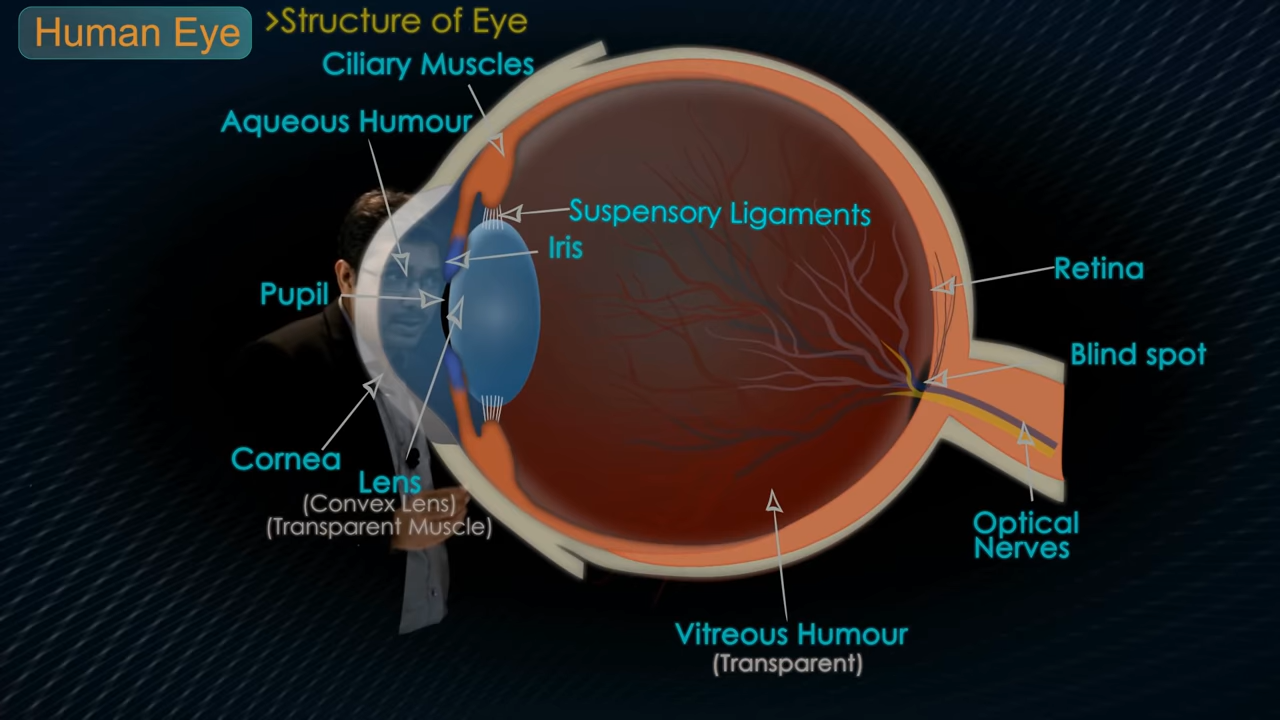 Human Eye
>Structure of Eye
Ciliary Muscles
Aqueous Humour
Suspensory Ligaments
Iris
Retina
Pupil
Blind spot
Cornea
Lens
(Convex Lens)
(Transparent Muscle)
Optical
Nerves
Vitreous Humour
(Transparent)